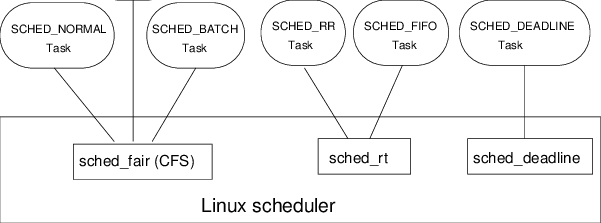 SCHED_NORMAL
Task
SCHED_BATCH
Task
SCHED_RR
Task
SCHED_FIFO
Task
SCHED_DEADLINE
Task
sched_fair (CFS)
sched_rt
sched_deadline
Linux scheduler